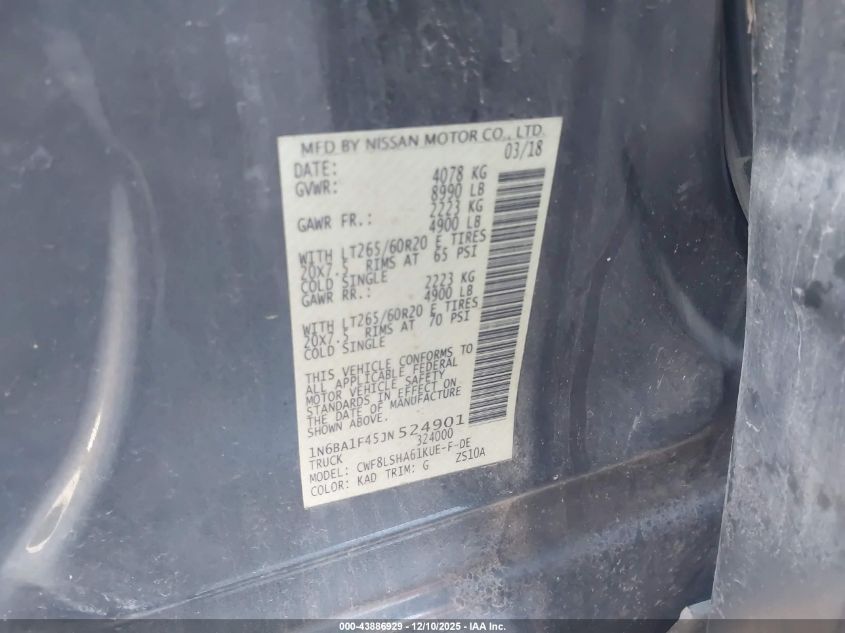 MFD BY NISSAN MOTOR CO., LTD.
DATE: 03/18
GVWR: 4078 KG
8990 LB
GAWR FR.: 2223 KG
4900 LB
WITH LT265/60R20 E TIRES
20X7.5 RIMS AT 65 PSI
COLD SINGLE
GAWR RR.: 2223 KG
4900 LB
WITH LT265/60R20 E TIRES
20X7.5 RIMS AT 70 PSI
COLD SINGLE
THIS VEHICLE CONFORMS TO
ALL APPLICABLE FEDERAL
MOTOR VEHICLE SAFETY
STANDARDS IN EFFECT ON
THE DATE OF MANUFACTURE
SHOWN ABOVE.
1N6BA1F45JN524901
TRUCK 324000
MODEL: CWF8LSHA61KUE-F-DE
COLOR: KAD TRIM: G ZS10A
000-43886929 - 12/10/2025 - IAA Inc.